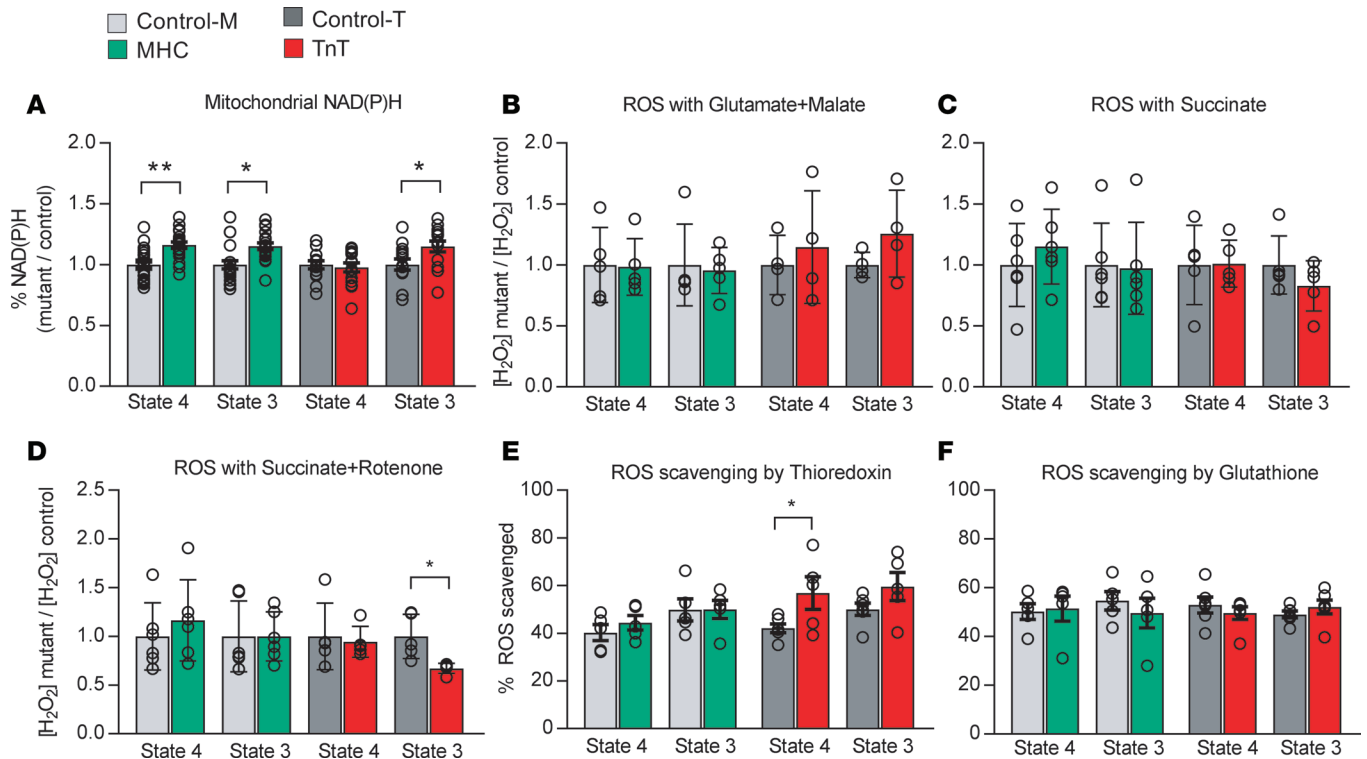 Control-M Control-T
MHC TnT
A Mitochondrial NAD(P)H
% NAD(P)H
(mutant / control)
2.0
1.5
1.0
0.5
0.0
** * *
State 4 State 3 State 4 State 3
B ROS with Glutamate+Malate
[H₂O₂] mutant / [H₂O₂] control
2.0
1.5
1.0
0.5
0.0
State 4 State 3 State 4 State 3
C ROS with Succinate
2.0
1.5
1.0
0.5
0.0
State 4 State 3 State 4 State 3
D ROS with Succinate+Rotenone
[H₂O₂] mutant / [H₂O₂] control
2.5
2.0
1.5
1.0
0.5
0.0
*
State 4 State 3 State 4 State 3
E ROS scavenging by Thioredoxin
% ROS scavenged
100
80
60
40
20
0
*
State 4 State 3 State 4 State 3
F ROS scavenging by Glutathione
100
80
60
40
20
0
State 4 State 3 State 4 State 3